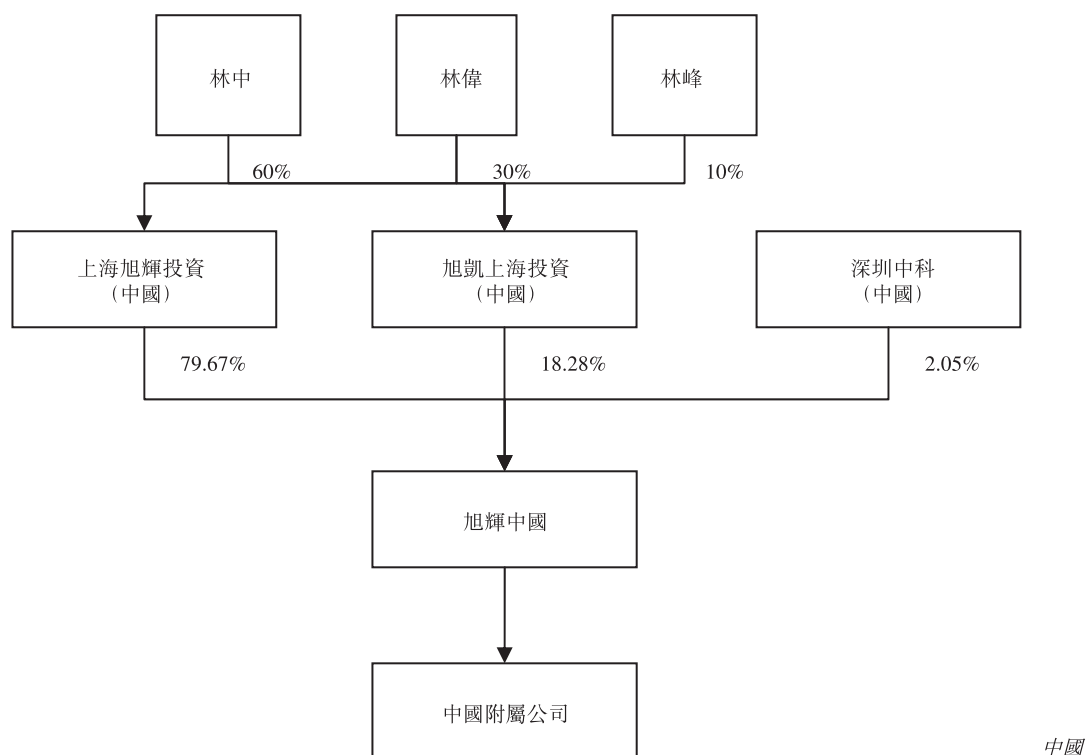 林中
林偉
林峰
60%
30%
10%
上海旭輝投資
（中國）
旭凱上海投資
（中國）
深圳中科
（中國）
79.67%
18.28%
2.05%
旭輝中國
中國附屬公司
中國